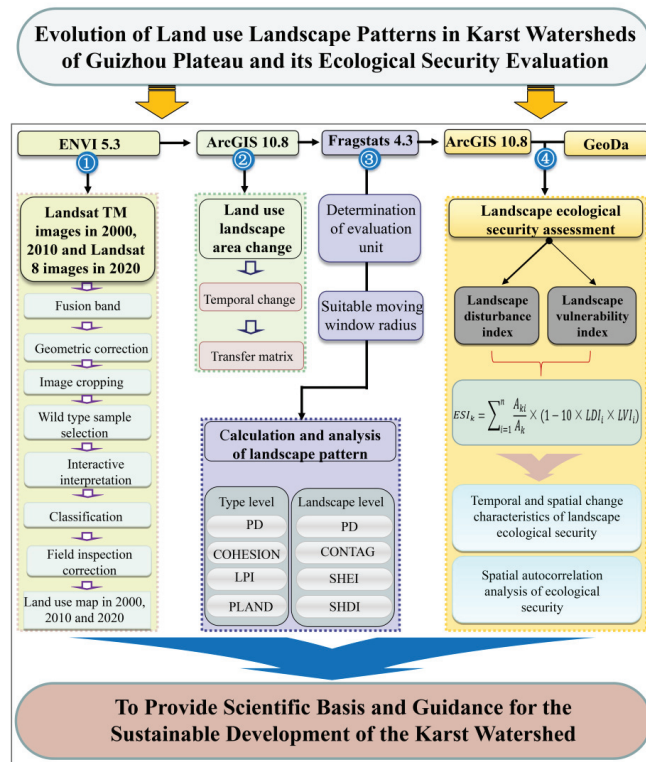 Evolution of Land use Landscape Patterns in Karst Watersheds
of Guizhou Plateau and its Ecological Security Evaluation
ENVI 5.3
ArcGIS 10.8
Fragstats 4.3
ArcGIS 10.8
GeoDa
①
②
③
④
Landsat TM
images in 2000,
2010 and Landsat
8 images in 2020
Fusion band
Geometric correction
Image cropping
Wild type sample
selection
Interactive
interpretation
Classification
Field inspection
correction
Land use map in 2000,
2010 and 2020
Land use
landscape
area change
Temporal change
Transfer matrix
Determination
of evaluation
unit
Suitable moving
window radius
Calculation and analysis
of landscape pattern
Type level
PD
COHESION
LPI
PLAND
Landscape level
PD
CONTAG
SHEI
SHDI
Landscape ecological
security assessment
Landscape
disturbance
index
Landscape
vulnerability
index
ESI_k = ∑_{i=1}^{n} A_{ki}/A_k × (1 − 10 × LDI_i × LVI_i)
Temporal and spatial change
characteristics of landscape
ecological security
Spatial autocorrelation
analysis of ecological
security
To Provide Scientific Basis and Guidance for the
Sustainable Development of the Karst Watershed